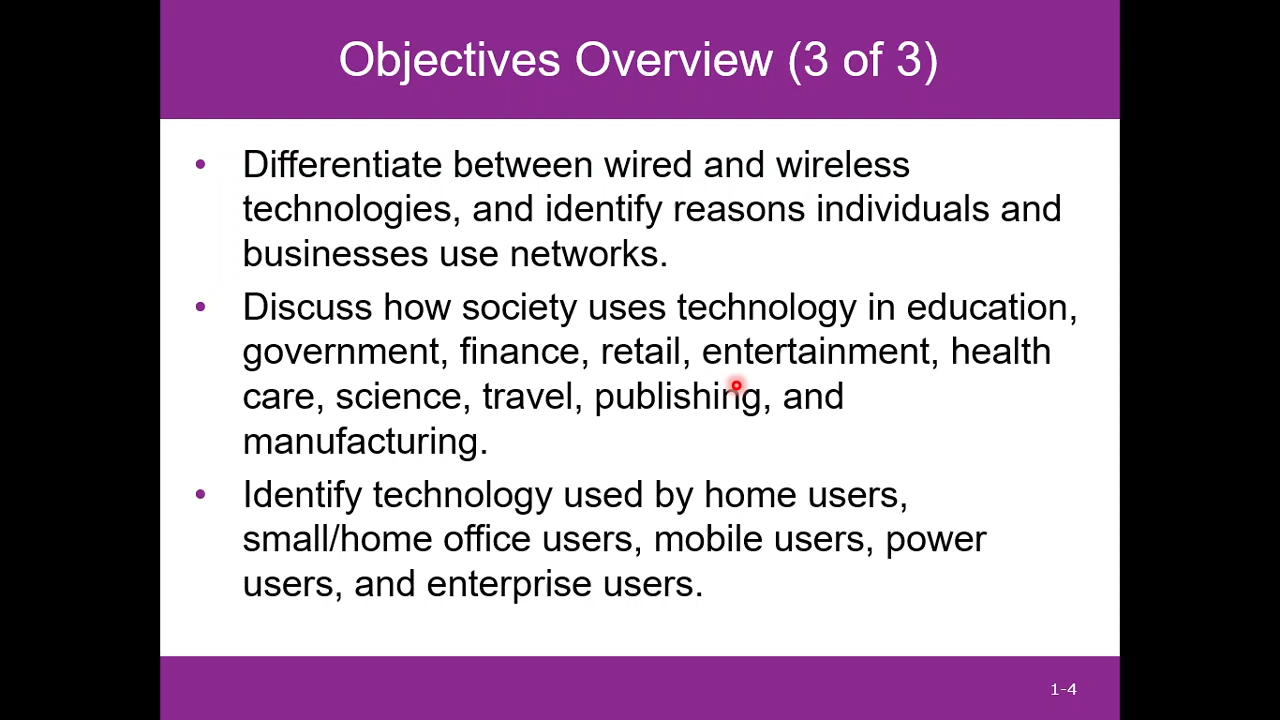 Objectives Overview (3 of 3)
• Differentiate between wired and wireless
technologies, and identify reasons individuals and
businesses use networks.
• Discuss how society uses technology in education,
government, finance, retail, entertainment, health
care, science, travel, publishing, and
manufacturing.
• Identify technology used by home users,
small/home office users, mobile users, power
users, and enterprise users.
1-4